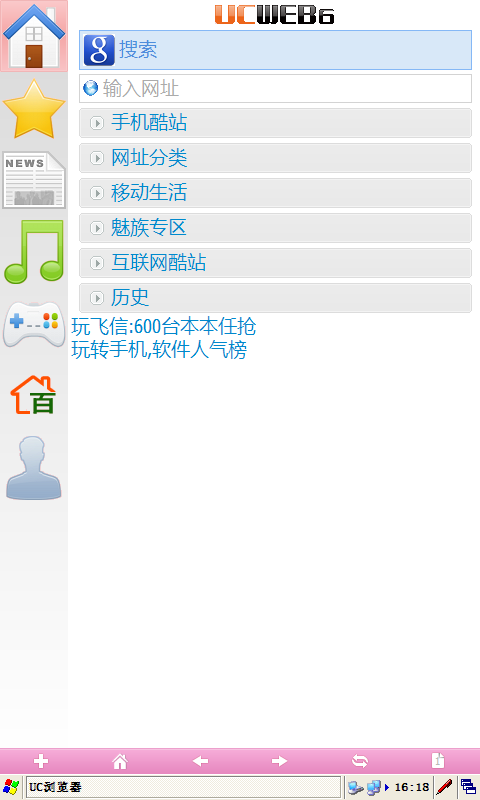 UCWEB6
搜索
输入网址
手机酷站
NEWS
网址分类
移动生活
魅族专区
互联网酷站
历史
玩飞信:600台本本任抢
玩转手机,软件人气榜
百
1
UC浏览器
16:18